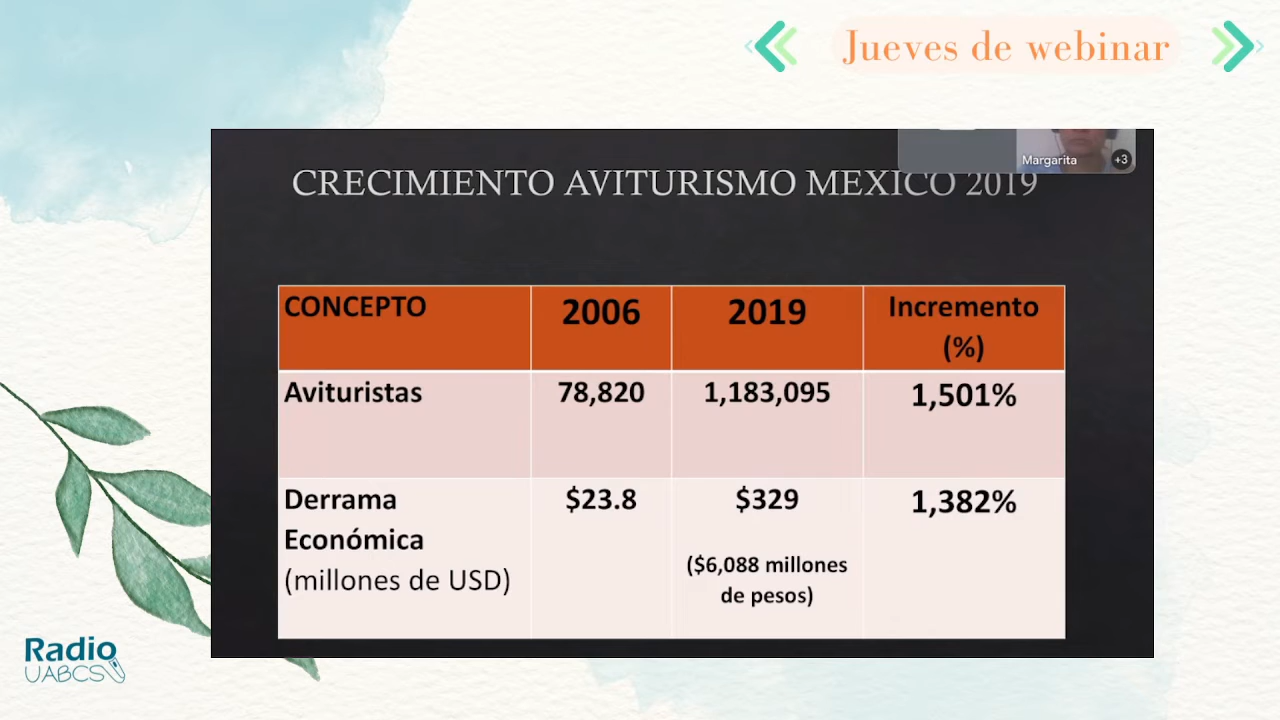 Jueves de webinar
Margarita
+3
CRECIMIENTO AVITURISMO MEXICO 2019
CONCEPTO 2006 2019 Incremento
(%)
Avituristas 78,820 1,183,095 1,501%
Derrama $23.8 $329 1,382%
Económica
(millones de USD)
($6,088 millones
de pesos)
Radio
UABCS